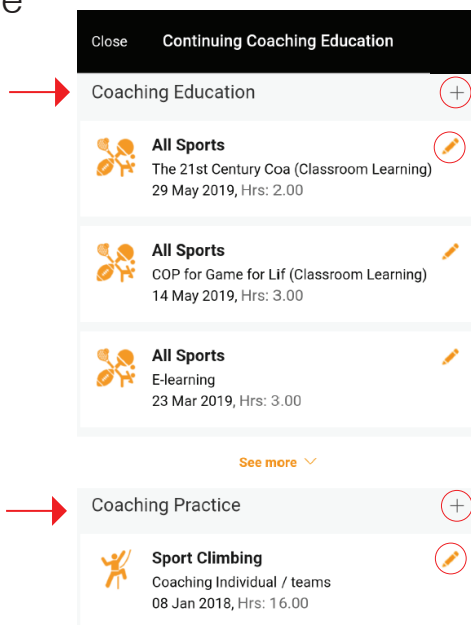 e
Close Continuing Coaching Education
Coaching Education
All Sports
The 21st Century Coa (Classroom Learning)
29 May 2019, Hrs: 2.00
All Sports
COP for Game for Lif (Classroom Learning)
14 May 2019, Hrs: 3.00
All Sports
E-learning
23 Mar 2019, Hrs: 3.00
See more
Coaching Practice
Sport Climbing
Coaching Individual / teams
08 Jan 2018, Hrs: 16.00